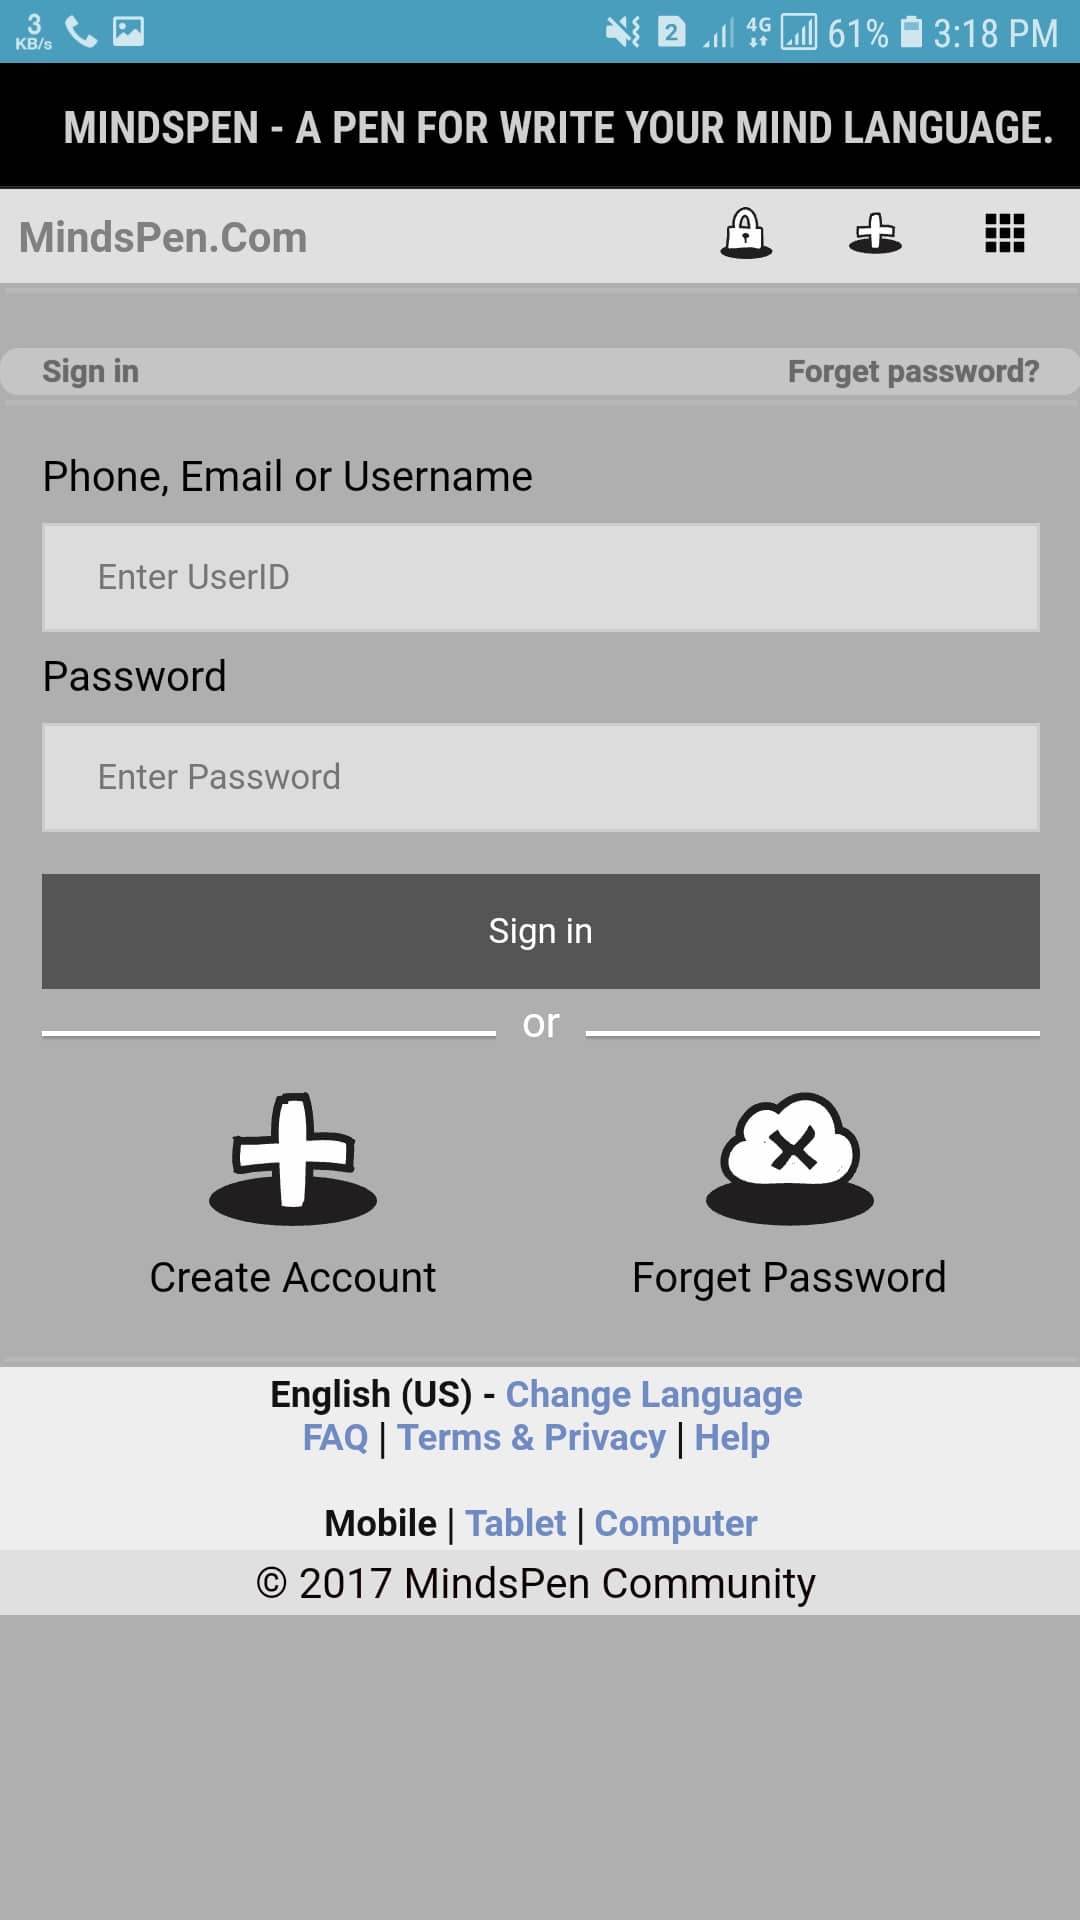 3
KB/s
2
4G
61%
3:18 PM
MINDSPEN - A PEN FOR WRITE YOUR MIND LANGUAGE.
MindsPen.Com
Sign in Forget password?
Phone, Email or Username
Enter UserID
Password
Enter Password
Sign in
or
Create Account Forget Password
English (US) - Change Language
FAQ | Terms & Privacy | Help
Mobile | Tablet | Computer
© 2017 MindsPen Community